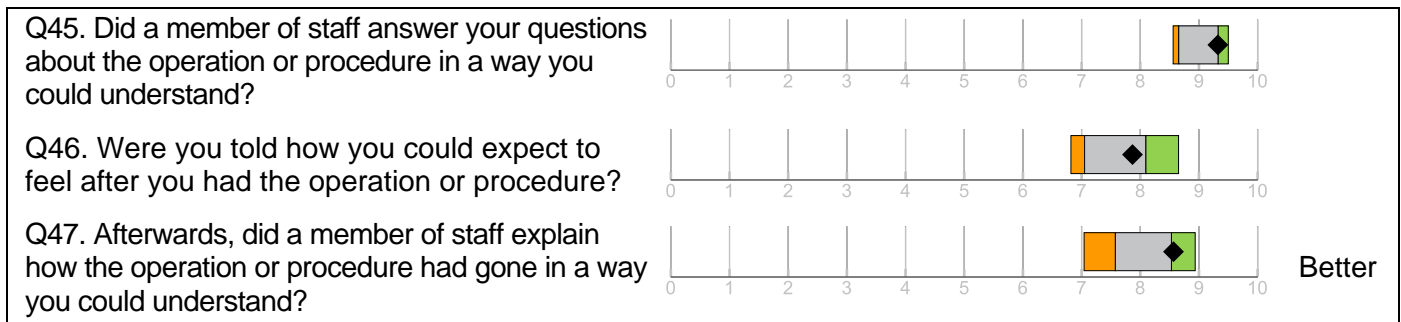 Q45. Did a member of staff answer your questions
about the operation or procedure in a way you
could understand?
0 1 2 3 4 5 6 7 8 9 10
Q46. Were you told how you could expect to
feel after you had the operation or procedure?
0 1 2 3 4 5 6 7 8 9 10
Q47. Afterwards, did a member of staff explain
how the operation or procedure had gone in a way
you could understand?
0 1 2 3 4 5 6 7 8 9 10
Better